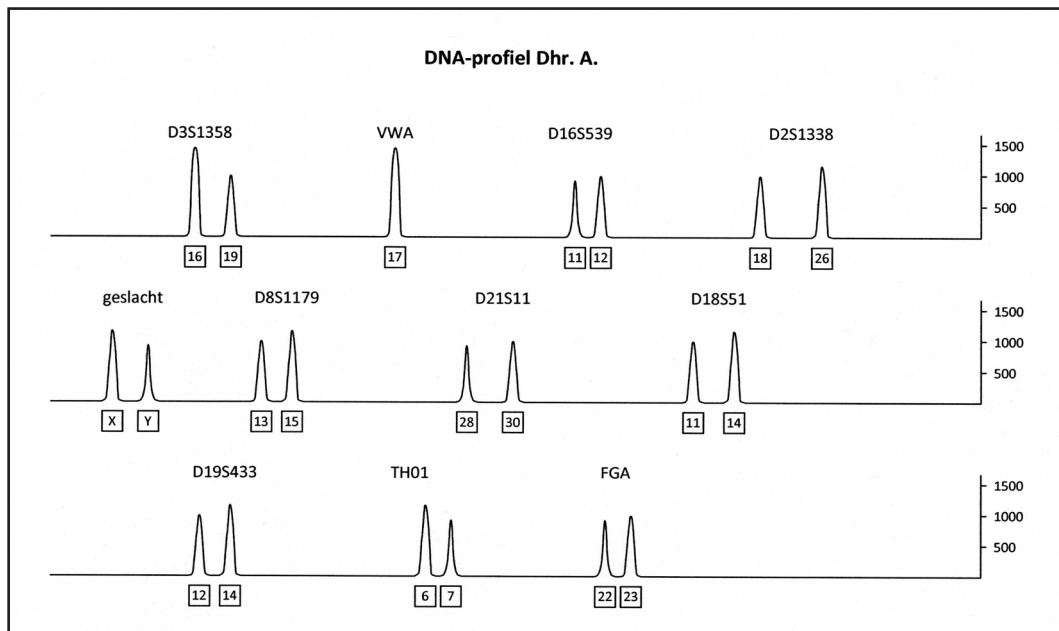 DNA-profiel Dhr. A.
D3S1358 VWA D16S539 D2S1338
1500
1000
500
16 19 17 11 12 18 26
geslacht D8S1179 D21S11 D18S51
1500
1000
500
X Y 13 15 28 30 11 14
D19S433 TH01 FGA
1500
1000
500
12 14 6 7 22 23